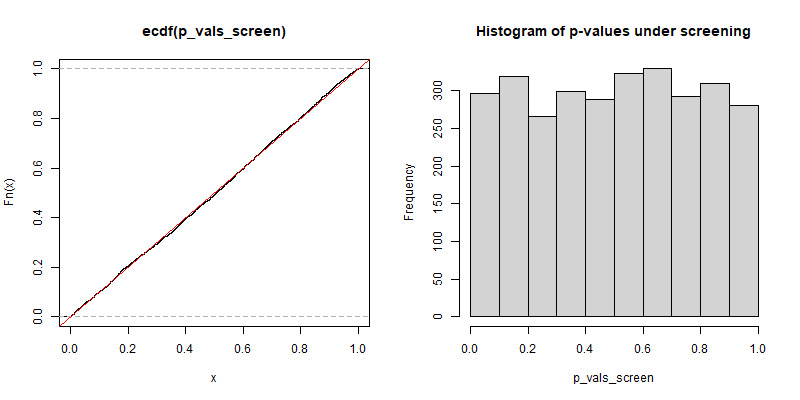 ecdf(p_vals_screen)
Fn(x)
0.0 0.2 0.4 0.6 0.8 1.0
0.0 0.2 0.4 0.6 0.8 1.0
x
Histogram of p-values under screening
Frequency
0 50 100 150 200 250 300
0.0 0.2 0.4 0.6 0.8 1.0
p_vals_screen